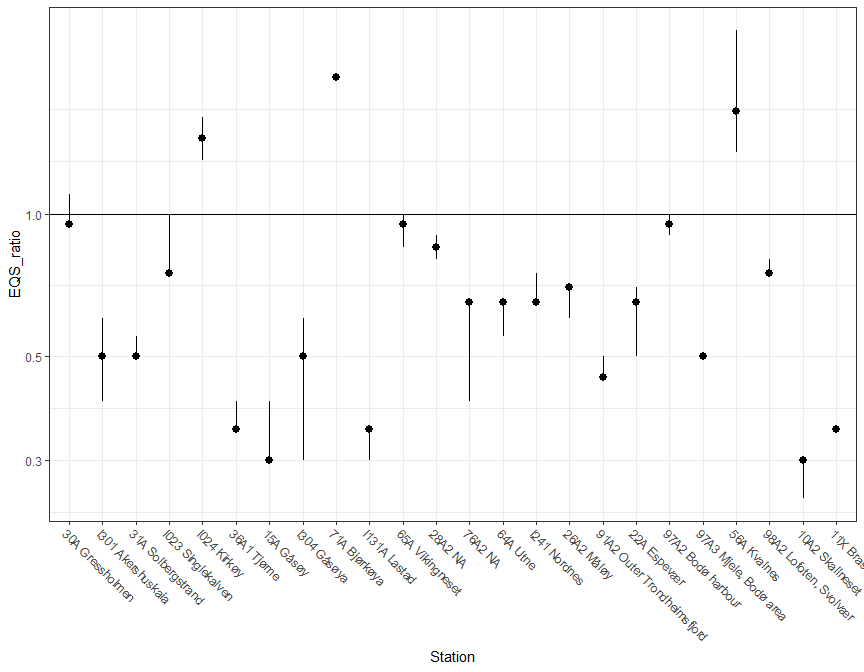 EQS_ratio
1.0
0.5
0.3
30A Gressholmen
I301 Akershuskaia
31A Solbergstrand
I023 Singlekalven
I024 Kirkøy
36A1 Tjøme
15A Gåsøy
I304 Gåsøya
71A Bjørkøya
I131A Lastad
65A Vikingneset
28A2 NA
76A2 NA
64A Utne
I241 Nordnes
26A2 Måløy
91A2 Outer Trondheimsfjord
22A Espevær
97A2 Bodø harbour
97A3 Mjele, Bodø area
56A Kvalnes
98A2 Lofoten, Svolvær
10A2 Skallneset
11X Bras
Station